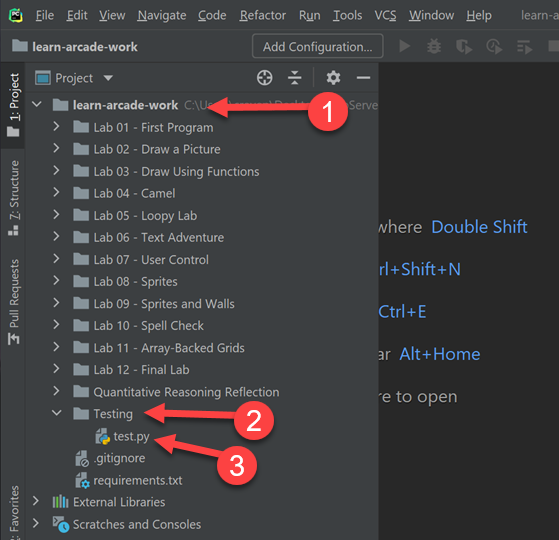 PC File Edit View Navigate Code Refactor Run Tools VCS Window Help learn-a
learn-arcade-work Add Configuration...
1: Project
7: Structure
Pull Requests
Favorites
Project
learn-arcade-work 1
Lab 01 - First Program
Lab 02 - Draw a Picture
Lab 03 - Draw Using Functions
Lab 04 - Camel
Lab 05 - Loopy Lab
Lab 06 - Text Adventure
Lab 07 - User Control
Lab 08 - Sprites
Lab 09 - Sprites and Walls
Lab 10 - Spell Check
Lab 11 - Array-Backed Grids
Lab 12 - Final Lab
Quantitative Reasoning Reflection
Testing 2
test.py 3
.gitignore
requirements.txt
External Libraries
Scratches and Consoles
where Double Shift
rl+Shift+N
Ctrl+E
ar Alt+Home
re to open